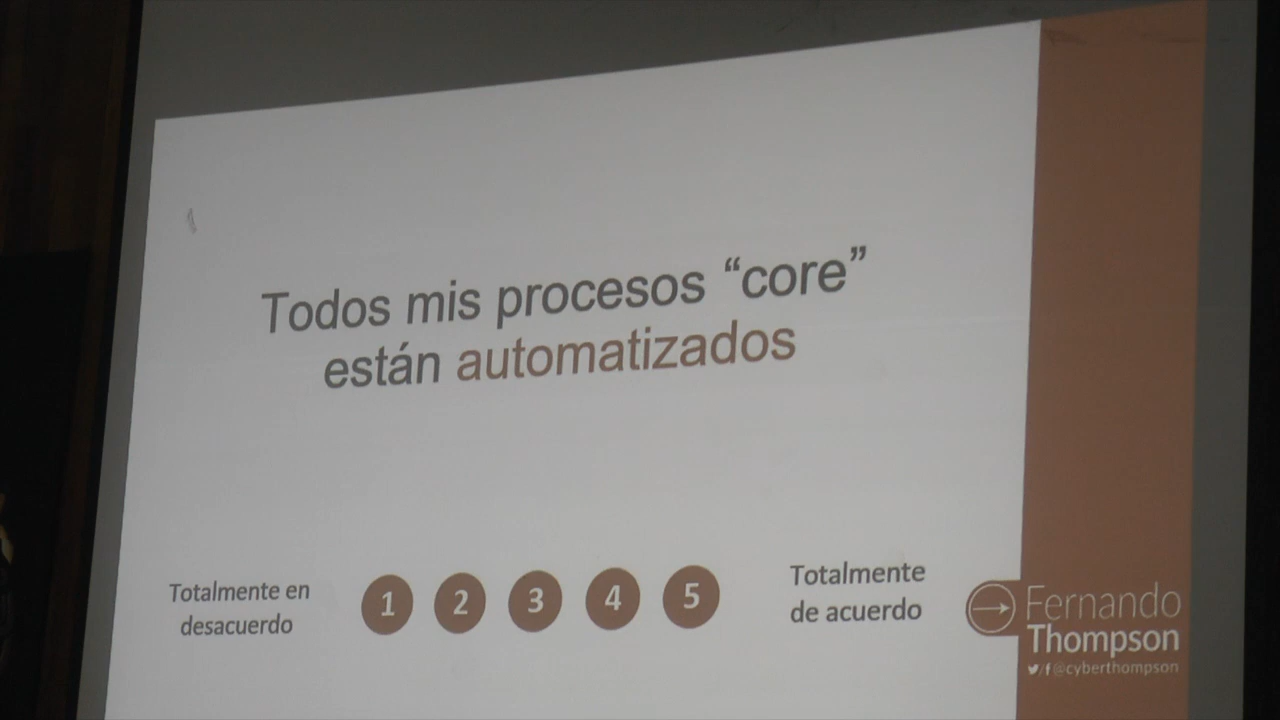 Todos mis procesos “core”
están automatizados
Totalmente en
desacuerdo
1 2 3 4 5
Totalmente
de acuerdo
Fernando
Thompson
/f@cyberthompson